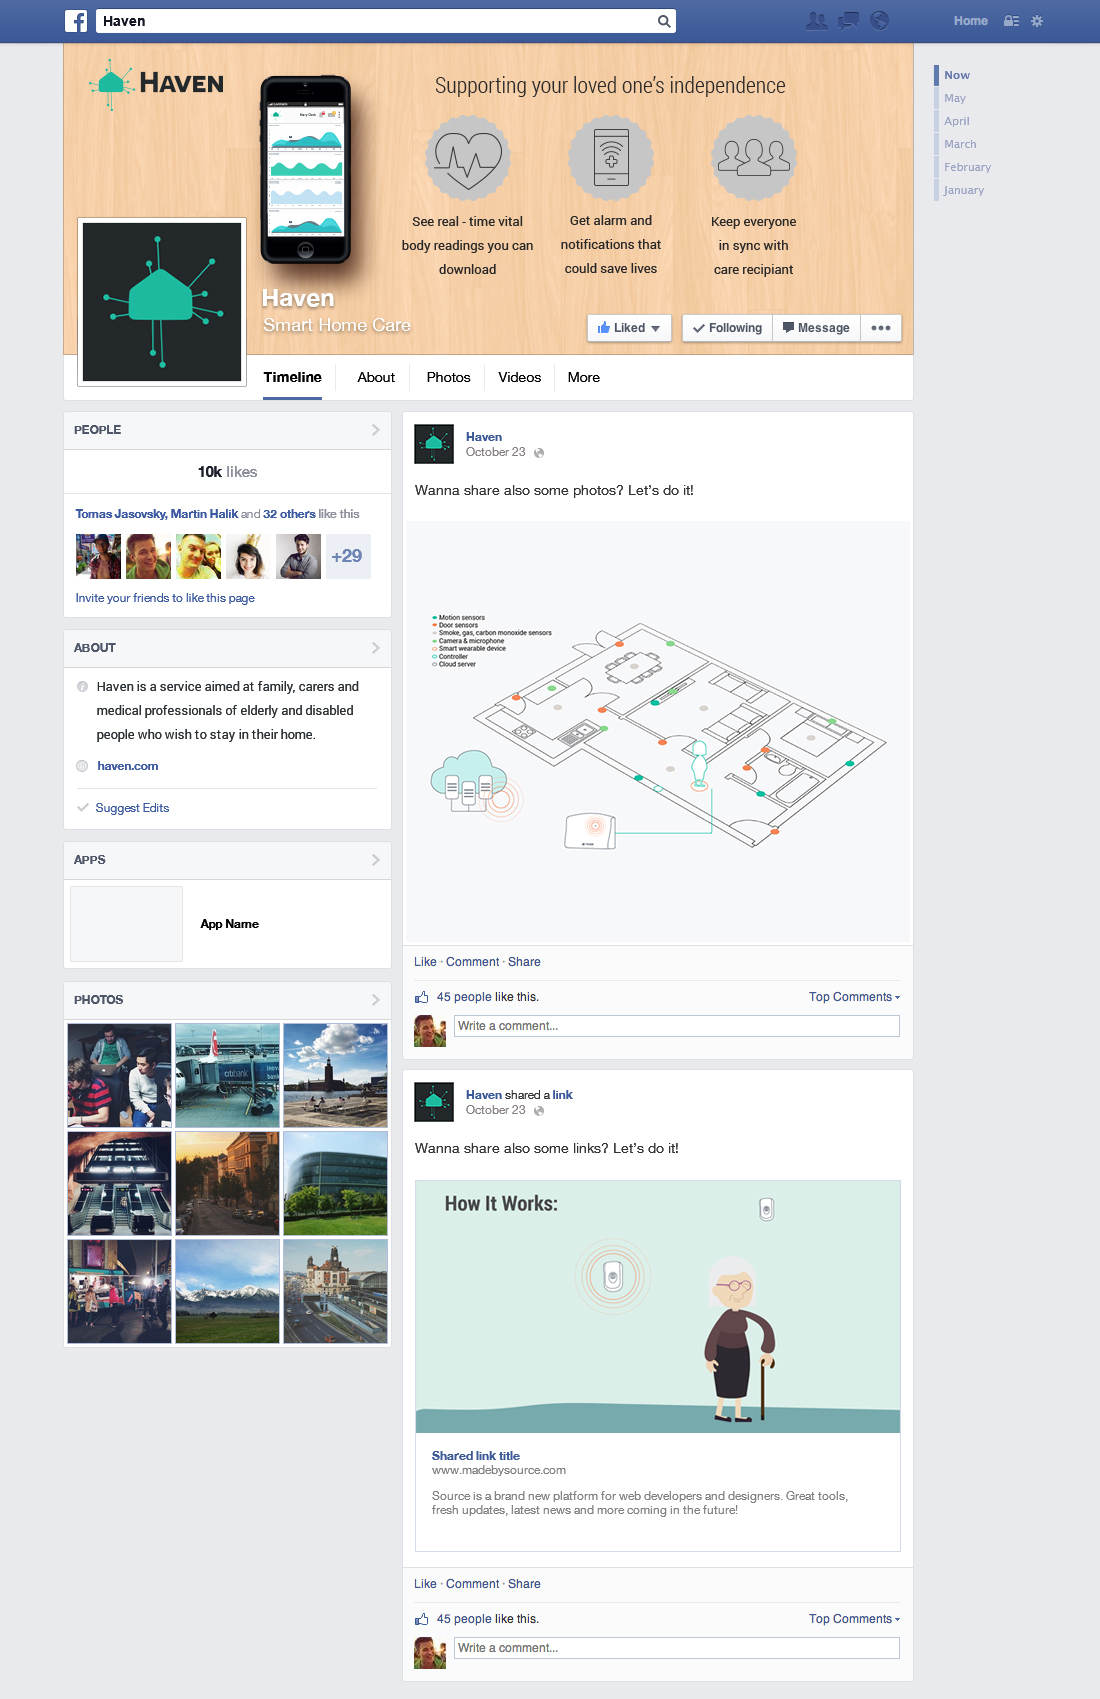 Haven
Home
Now
May
April
March
February
January
HAVEN
Supporting your loved one's independence
See real - time vital
body readings you can
download
Get alarm and
notifications that
could save lives
Keep everyone
in sync with
care recipiant
Haven
Smart Home Care
Liked
Following
Message
Timeline
About
Photos
Videos
More
PEOPLE
10k likes
Tomas Jasovsky, Martin Halik and 32 others like this
+29
Invite your friends to like this page
ABOUT
Haven is a service aimed at family, carers and
medical professionals of elderly and disabled
people who wish to stay in their home.
haven.com
Suggest Edits
APPS
App Name
PHOTOS
citibank
Haven
October 23
Wanna share also some photos? Let's do it!
Motion sensors
Door sensors
Smoke, gas, carbon monoxide sensors
Camera & microphone
Smart wearable device
Controller
Cloud server
Like · Comment · Share
45 people like this.
Top Comments
Write a comment...
Haven shared a link
October 23
Wanna share also some links? Let's do it!
How It Works:
Shared link title
www.madebysource.com
Source is a brand new platform for web developers and designers. Great tools,
fresh updates, latest news and more coming in the future!
Like · Comment · Share
45 people like this.
Top Comments
Write a comment...